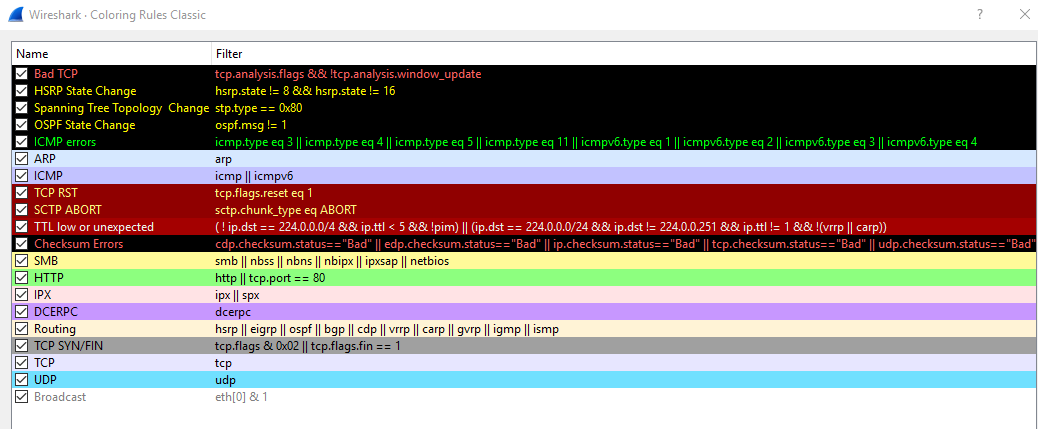 Wireshark · Coloring Rules Classic
Name Filter
Bad TCP tcp.analysis.flags && !tcp.analysis.window_update
HSRP State Change hsrp.state != 8 && hsrp.state != 16
Spanning Tree Topology  Change stp.type == 0x80
OSPF State Change ospf.msg != 1
ICMP errors icmp.type eq 3 || icmp.type eq 4 || icmp.type eq 5 || icmp.type eq 11 || icmpv6.type eq 1 || icmpv6.type eq 2 || icmpv6.type eq 3 || icmpv6.type eq 4
ARP arp
ICMP icmp || icmpv6
TCP RST tcp.flags.reset eq 1
SCTP ABORT sctp.chunk_type eq ABORT
TTL low or unexpected ( ! ip.dst == 224.0.0.0/4 && ip.ttl < 5 && !pim) || (ip.dst == 224.0.0.0/24 && ip.dst != 224.0.0.251 && ip.ttl != 1 && !(vrrp || carp))
Checksum Errors cdp.checksum.status=="Bad" || edp.checksum.status=="Bad" || ip.checksum.status=="Bad" || tcp.checksum.status=="Bad" || udp.checksum.status=="Bad"
SMB smb || nbss || nbns || nbipx || ipxsap || netbios
HTTP http || tcp.port == 80
IPX ipx || spx
DCERPC dcerpc
Routing hsrp || eigrp || ospf || bgp || cdp || vrrp || carp || gvrp || igmp || ismp
TCP SYN/FIN tcp.flags & 0x02 || tcp.flags.fin == 1
TCP tcp
UDP udp
Broadcast eth[0] & 1